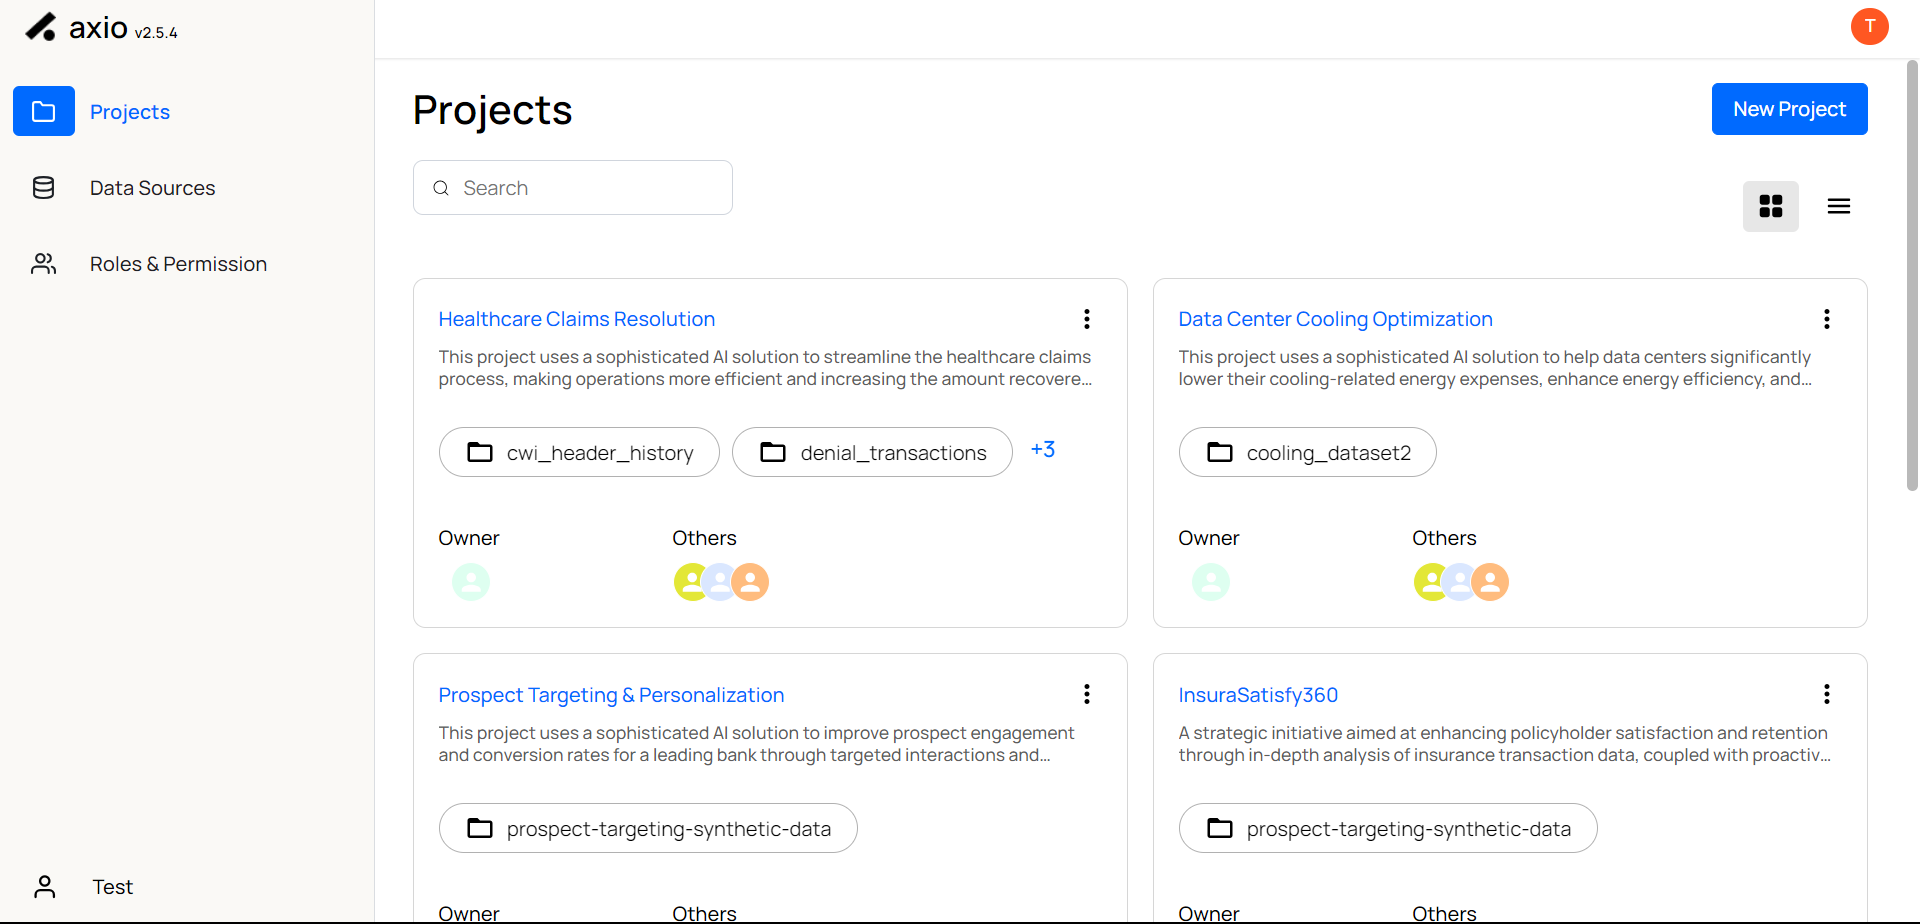 axio v2.5.4
T
Projects
Data Sources
Roles & Permission
Test
Projects
New Project
Search
Healthcare Claims Resolution
This project uses a sophisticated AI solution to streamline the healthcare claims
process, making operations more efficient and increasing the amount recovere...
cwi_header_history
denial_transactions
+3
Owner
Others
Data Center Cooling Optimization
This project uses a sophisticated AI solution to help data centers significantly
lower their cooling-related energy expenses, enhance energy efficiency, and...
cooling_dataset2
Owner
Others
Prospect Targeting & Personalization
This project uses a sophisticated AI solution to improve prospect engagement
and conversion rates for a leading bank through targeted interactions and...
prospect-targeting-synthetic-data
Owner
Others
InsuraSatisfy360
A strategic initiative aimed at enhancing policyholder satisfaction and retention
through in-depth analysis of insurance transaction data, coupled with proactiv...
prospect-targeting-synthetic-data
Owner
Others